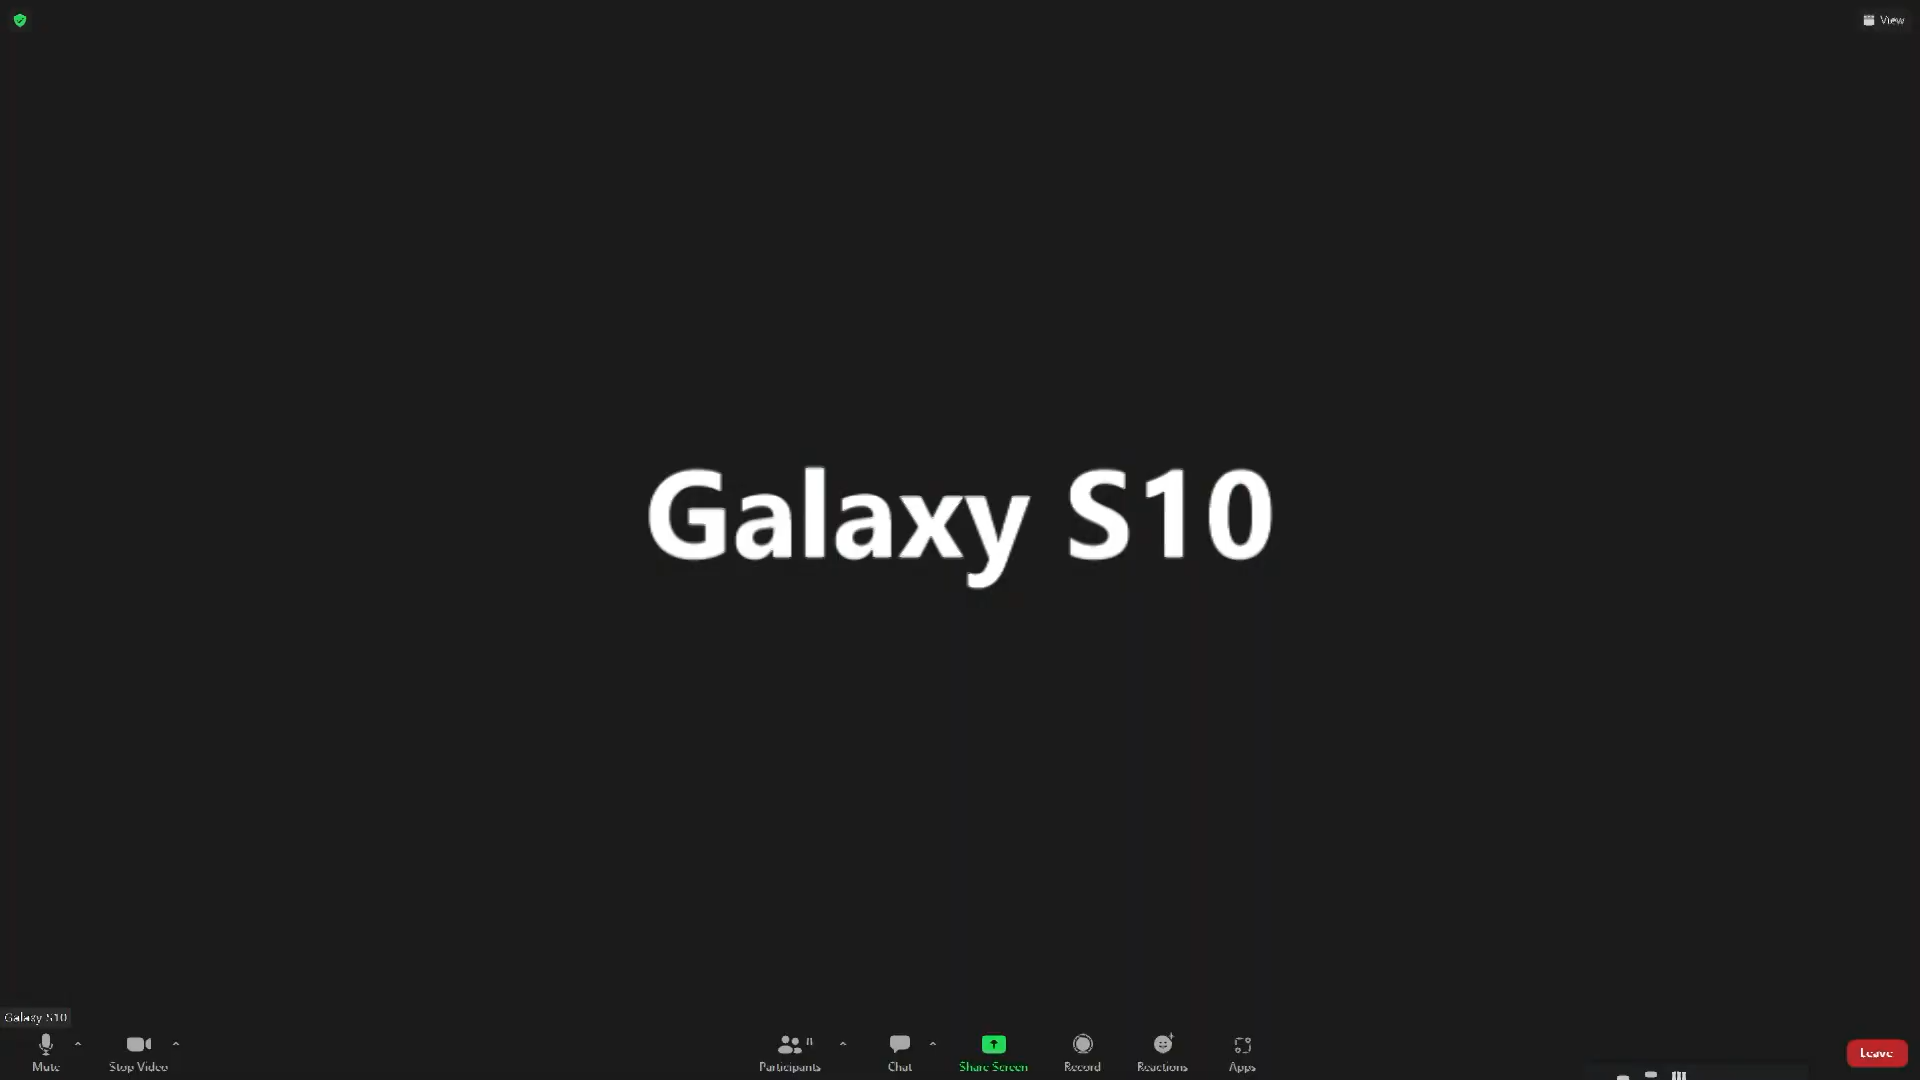 View
Galaxy S10
Galaxy S10
Mute
Stop Video
Participants
Chat
Share Screen
Record
Reactions
Apps
Leave